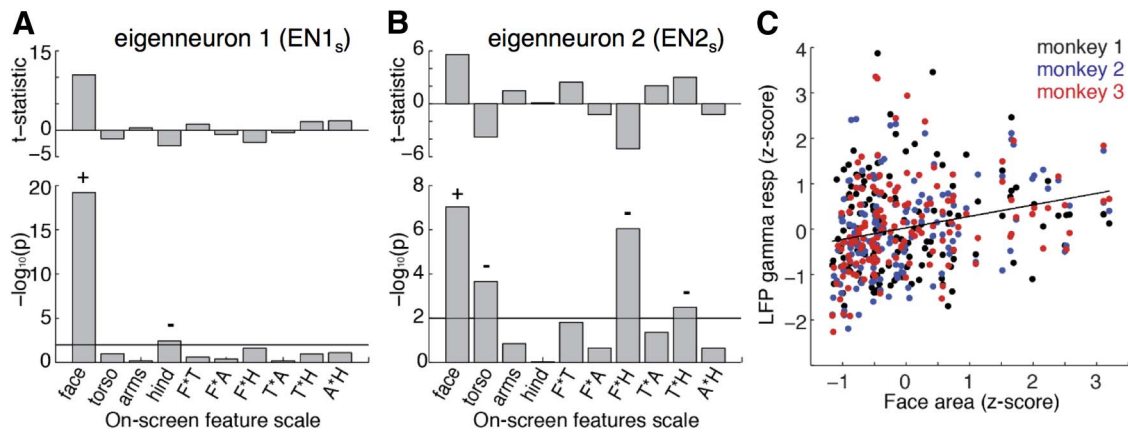 A
eigenneuron 1 (EN1s)
t−statistic
15
0
−5
−log10(p)
20
15
10
5
0
+
-
face
torso
arms
hind
F*T
F*A
F*H
T*A
T*H
A*H
On-screen feature scale
B
eigenneuron 2 (EN2s)
t−statistic
6
0
−6
−log10(p)
8
6
4
2
0
+
-
-
-
face
torso
arms
hind
F*T
F*A
F*H
T*A
T*H
A*H
On-screen features scale
C
monkey 1
monkey 2
monkey 3
LFP gamma resp (z-score)
4
3
2
1
0
−1
−2
−1
0
1
2
3
Face area (z-score)